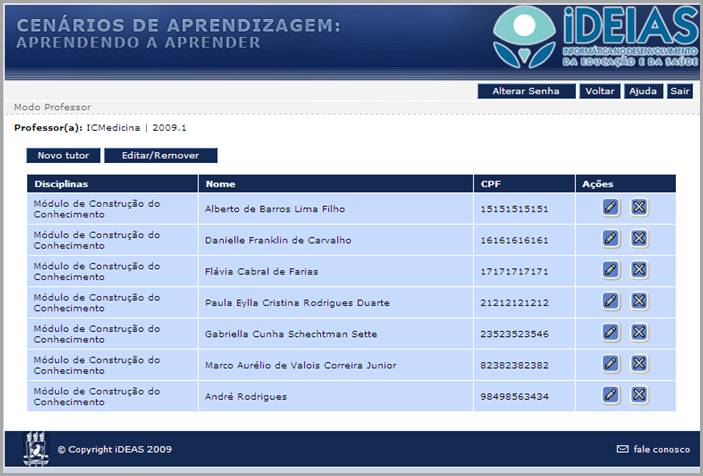 CENÁRIOS DE APRENDIZAGEM:
APRENDENDO A APRENDER
iDEIAS
INFORMÁTICA NO DESENVOLVIMENTO
DA EDUCAÇÃO E DA SAÚDE
Alterar Senha Voltar Ajuda Sair
Modo Professor
Professor(a): ICMedicina | 2009.1
Novo tutor Editar/Remover
Disciplinas Nome CPF Ações
Módulo de Construção do
Conhecimento
Alberto de Barros Lima Filho 15151515151
Módulo de Construção do
Conhecimento
Danielle Franklin de Carvalho 16161616161
Módulo de Construção do
Conhecimento
Flávia Cabral de Farias 17171717171
Módulo de Construção do
Conhecimento
Paula Eylla Cristina Rodrigues Duarte 21212121212
Módulo de Construção do
Conhecimento
Gabriella Cunha Schechtman Sette 23523523546
Módulo de Construção do
Conhecimento
Marco Aurélio de Valois Correira Junior 82382382382
Módulo de Construção do
Conhecimento
André Rodrigues 98498563434
© Copyright iDEAS 2009 fale conosco